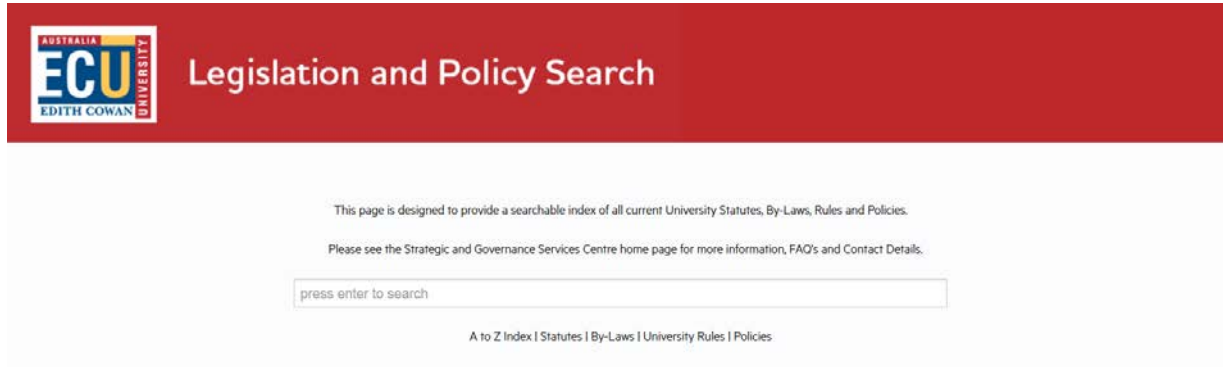 AUSTRALIA
ECU
EDITH COWAN
UNIVERSITY
Legislation and Policy Search
This page is designed to provide a searchable index of all current University Statutes, By-Laws, Rules and Policies.
Please see the Strategic and Governance Services Centre home page for more information, FAQ's and Contact Details.
press enter to search
A to Z Index | Statutes | By-Laws | University Rules | Policies